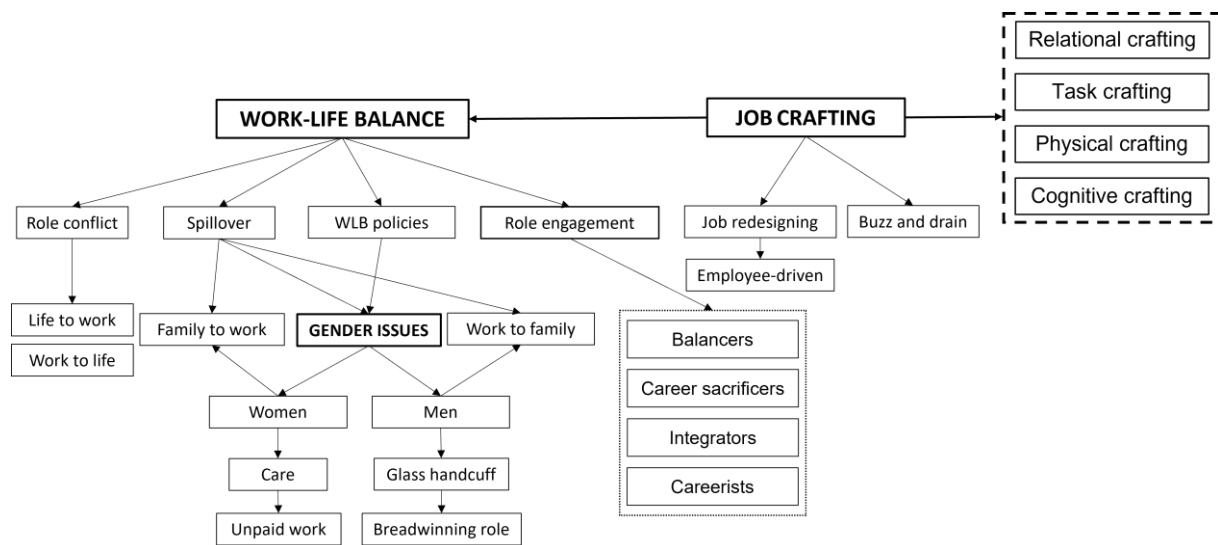 Relational crafting
Task crafting
WORK-LIFE BALANCE
JOB CRAFTING
Physical crafting
Cognitive crafting
Role conflict
Spillover
WLB policies
Role engagement
Job redesigning
Buzz and drain
Employee-driven
Life to work
Family to work
GENDER ISSUES
Work to family
Balancers
Work to life
Career sacrificers
Women
Men
Integrators
Care
Glass handcuff
Careerists
Unpaid work
Breadwinning role